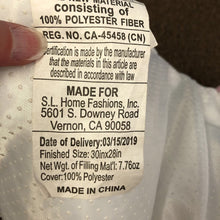 NEW MATERIAL
consisting of
100% POLYESTER FIBER
REG. NO. CA-45458 (CN)
Certification is made by the manufacturer
that the materials in this article are
described in accordance with law
MADE FOR
S.L. Home Fashions, Inc.
5601 S. Downey Road
Vernon, CA 90058
Date of Delivery:03/15/2019
Finished Size: 30inx28in
Net Wgt. of Filling Mat'l: 7.76oz
Cover:100% Polyester
MADE IN CHINA